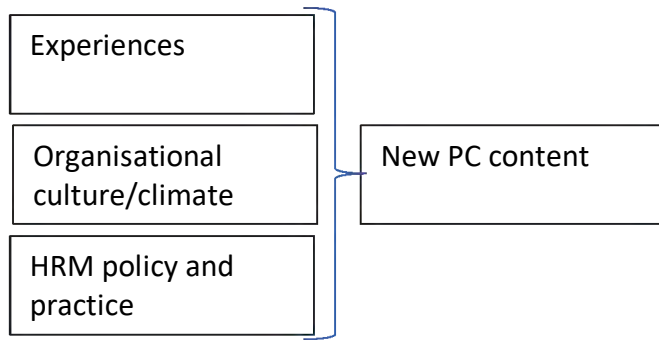 Experiences
Organisational
culture/climate
New PC content
HRM policy and
practice